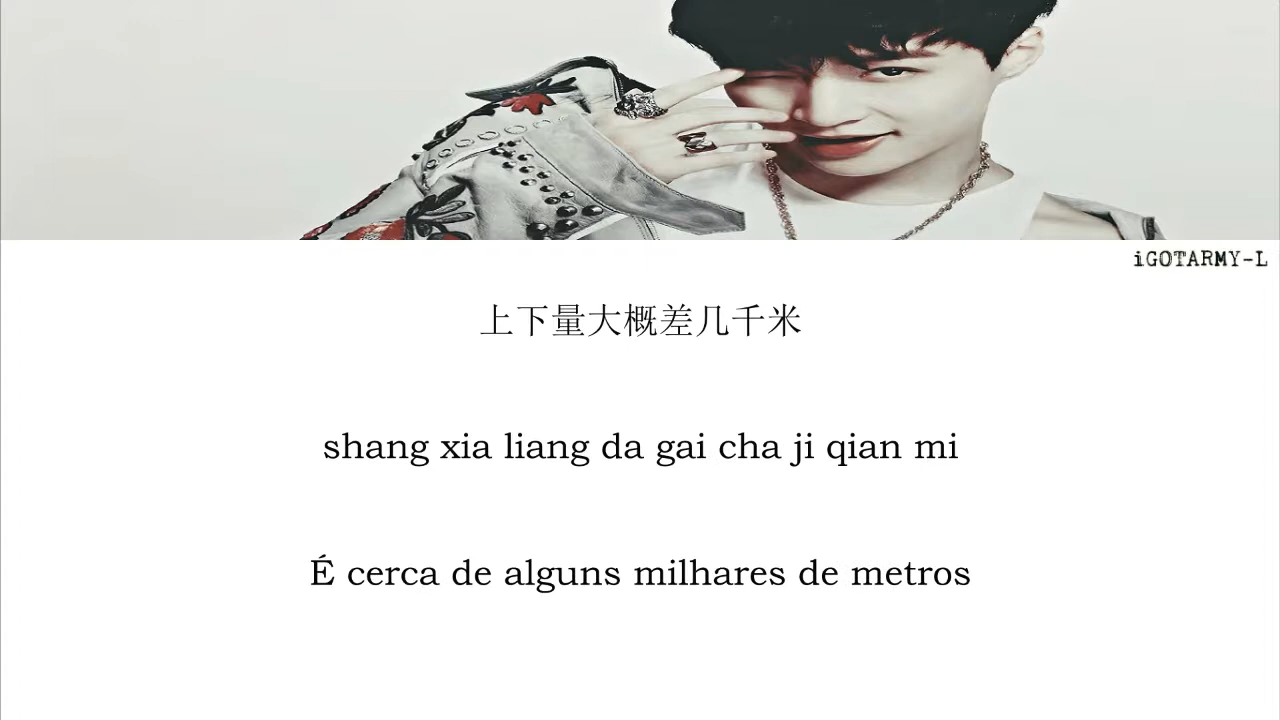 iGOTARMY-L
上下量大概差几千米
shang xia liang da gai cha ji qian mi
É cerca de alguns milhares de metros